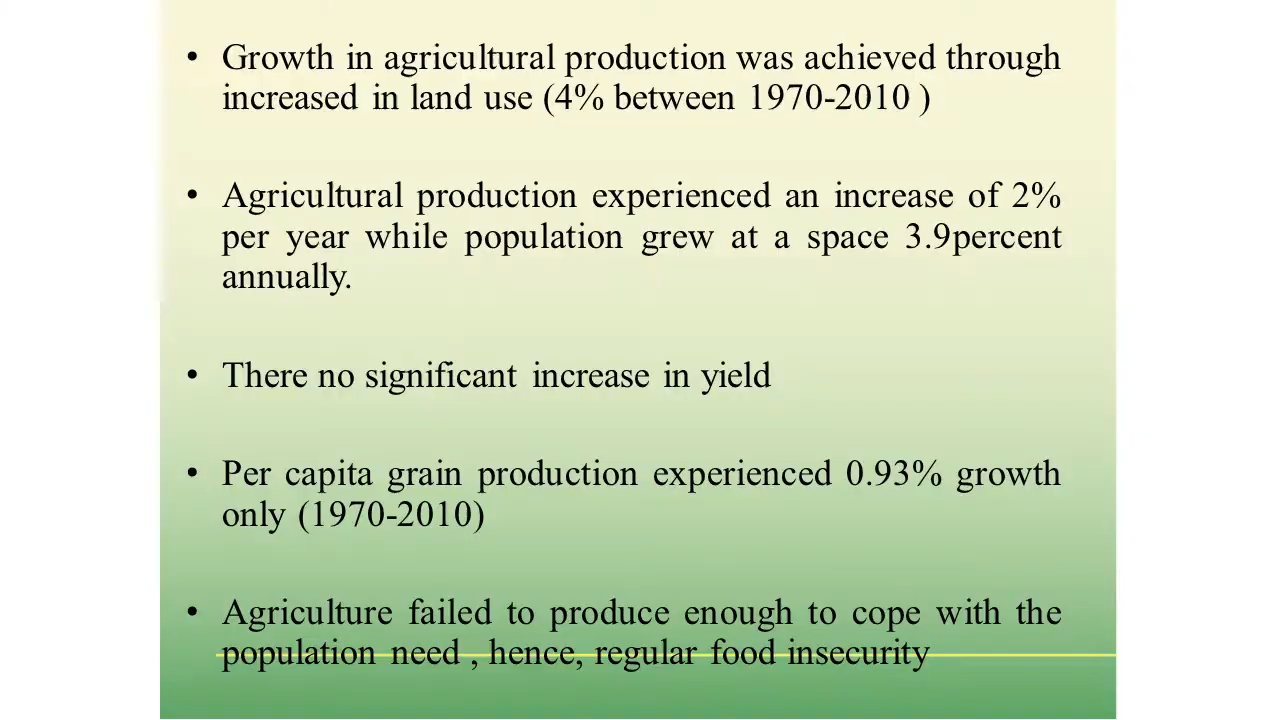 • Growth in agricultural production was achieved through
increased in land use (4% between 1970-2010 )
• Agricultural production experienced an increase of 2%
per year while population grew at a space 3.9percent
annually.
• There no significant increase in yield
• Per capita grain production experienced 0.93% growth
only (1970-2010)
• Agriculture failed to produce enough to cope with the
population need , hence, regular food insecurity